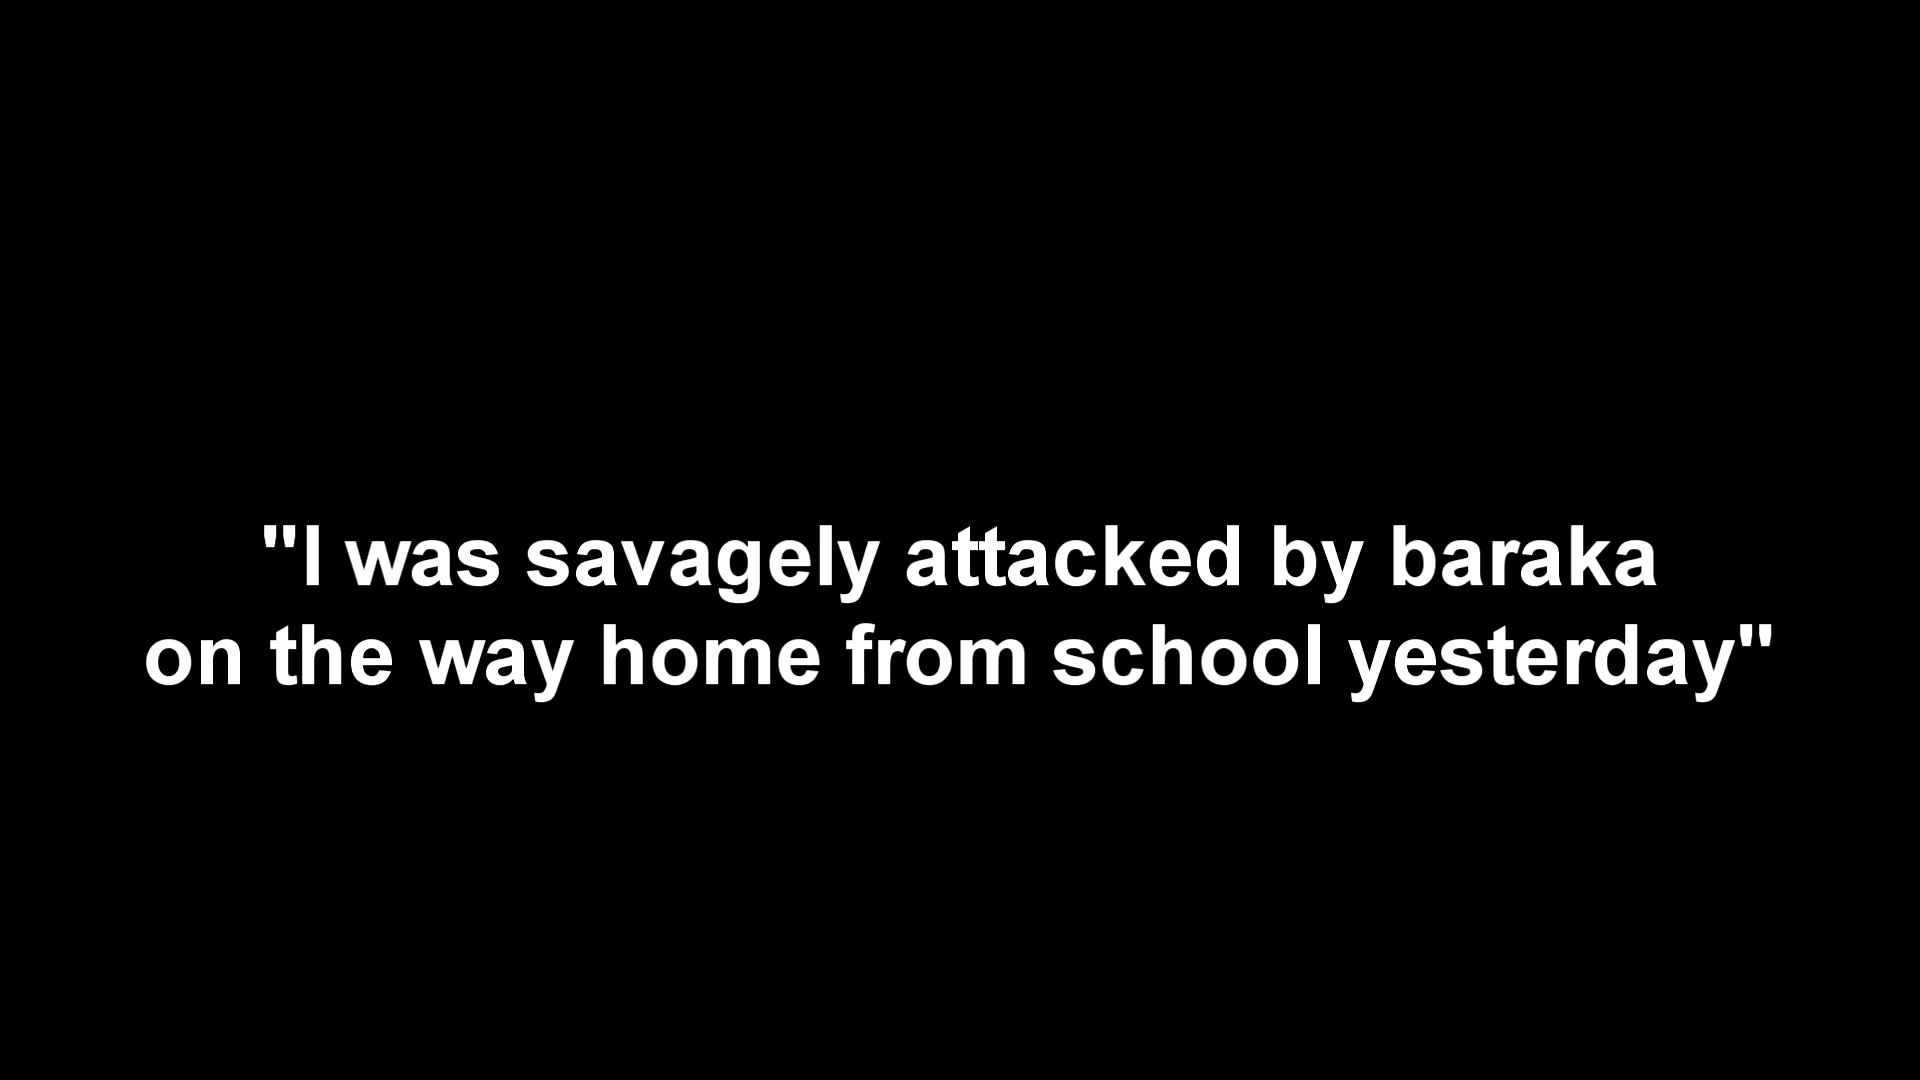 "I was savagely attacked by baraka
on the way home from school yesterday"